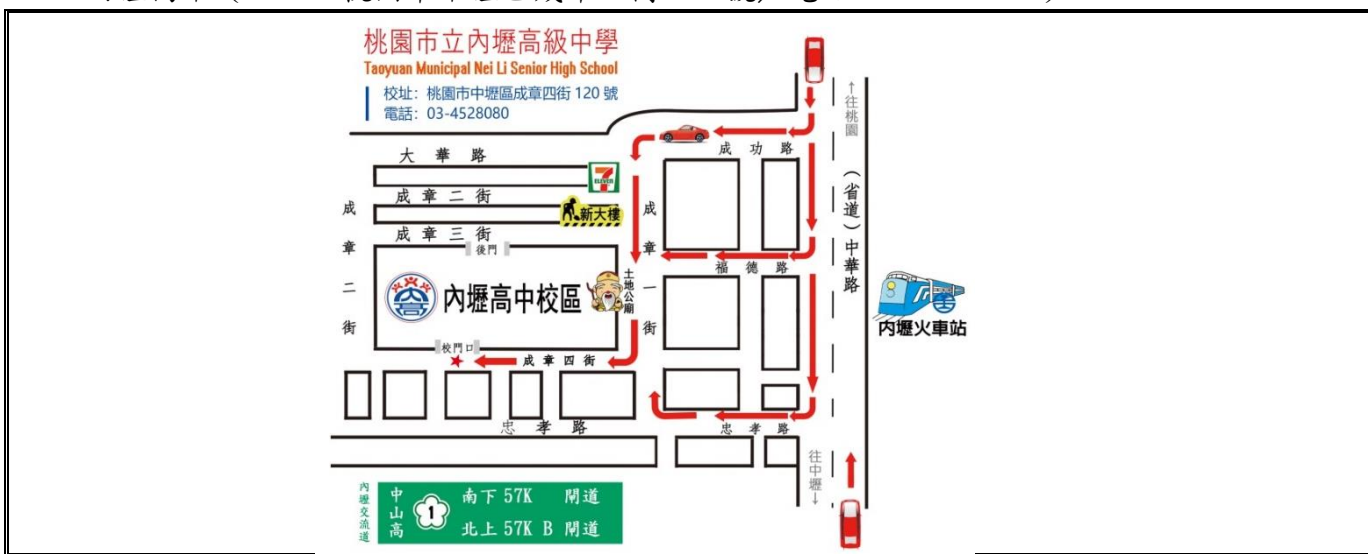 桃園市立內壢高級中學
Taoyuan Municipal Nei Li Senior High School
校址：桃園市中壢區成章四街 120 號
電話：03-4528080
↑往桃園
成功路
大華路
7
ELEVEN
成章二街
新大樓
成章三街
後門
成章二街
內壢高中校區
土地公廟
成章一街
福德路
（省道）中華路
內壢火車站
校門口
成章四街
忠孝路
忠孝路
往中壢↓
內壢交流道
中山高
1
南下 57K 閘道
北上 57K B 閘道